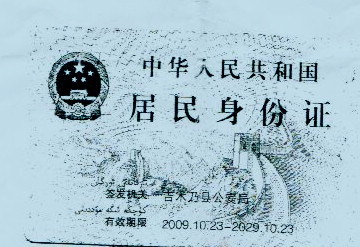 中华人民共和国
居民身份证
签发机关 吉木乃县公安局
有效期限 2009.10.23-2029.10.23